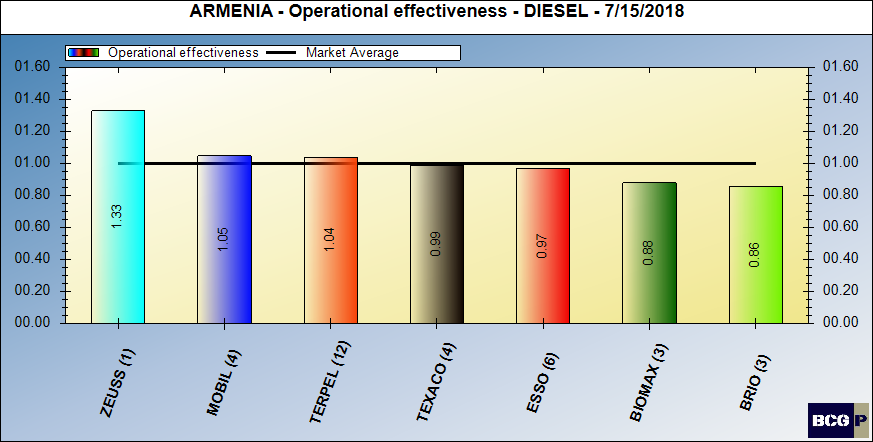 ARMENIA - Operational effectiveness - DIESEL - 7/15/2018
Operational effectiveness Market Average
01.60 01.60
01.40 01.40
01.20 01.20
01.00 01.00
00.80 00.80
00.60 00.60
00.40 00.40
00.20 00.20
00.00 00.00
1.33 1.05 1.04 0.99 0.97 0.88 0.86
ZEUSS (1) MOBIL (4) TERPEL (12) TEXACO (4) ESSO (6) BIOMAX (3) BRIO (3)
BCG P